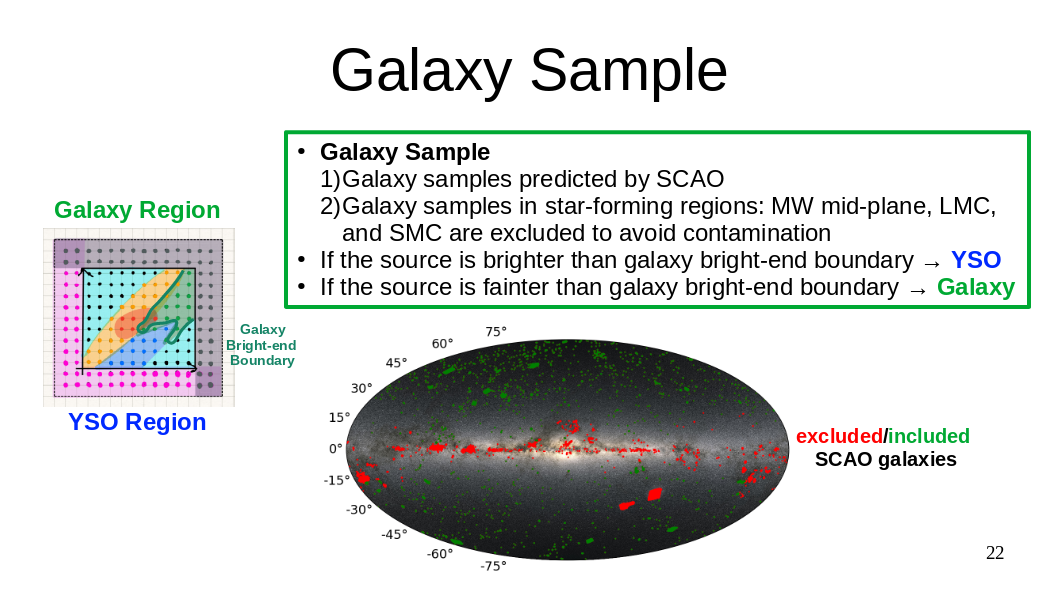 Galaxy Sample
• Galaxy Sample
1)Galaxy samples predicted by SCAO
2)Galaxy samples in star-forming regions: MW mid-plane, LMC,
and SMC are excluded to avoid contamination
• If the source is brighter than galaxy bright-end boundary → YSO
• If the source is fainter than galaxy bright-end boundary → Galaxy
Galaxy Region
Galaxy
Bright-end
Boundary
YSO Region
75°
60°
45°
30°
15°
0°
-15°
-30°
-45°
-60°
-75°
excluded/included
SCAO galaxies
22